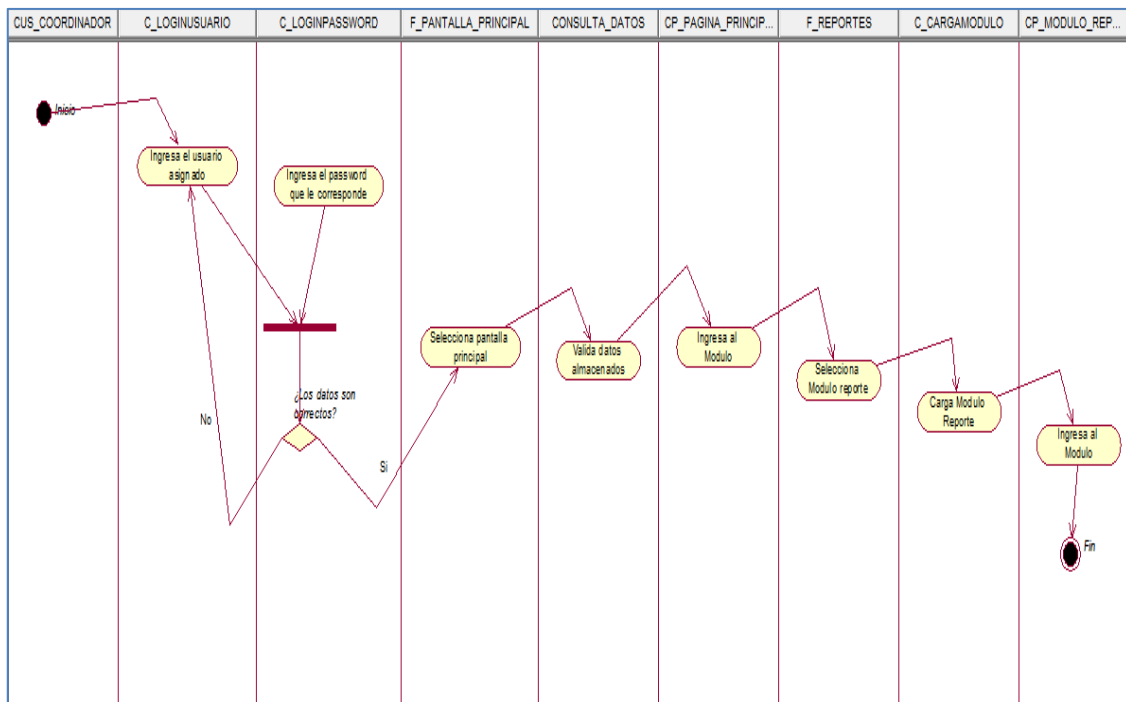 CUS_COORDINADOR
C_LOGINUSUARIO
C_LOGINPASSWORD
F_PANTALLA_PRINCIPAL
CONSULTA_DATOS
CP_PAGINA_PRINCIP...
F_REPORTES
C_CARGAMODULO
CP_MODULO_REP...
Inicio
Ingresa el usuario
asignado
Ingresa el password
que le corresponde
Selecciona pantalla
principal
Valida datos
almacenados
Ingresa al
Modulo
Selecciona
Modulo reporte
Carga Modulo
Reporte
Ingresa al
Modulo
¿Los datos son
correctos?
No
Si
Fin